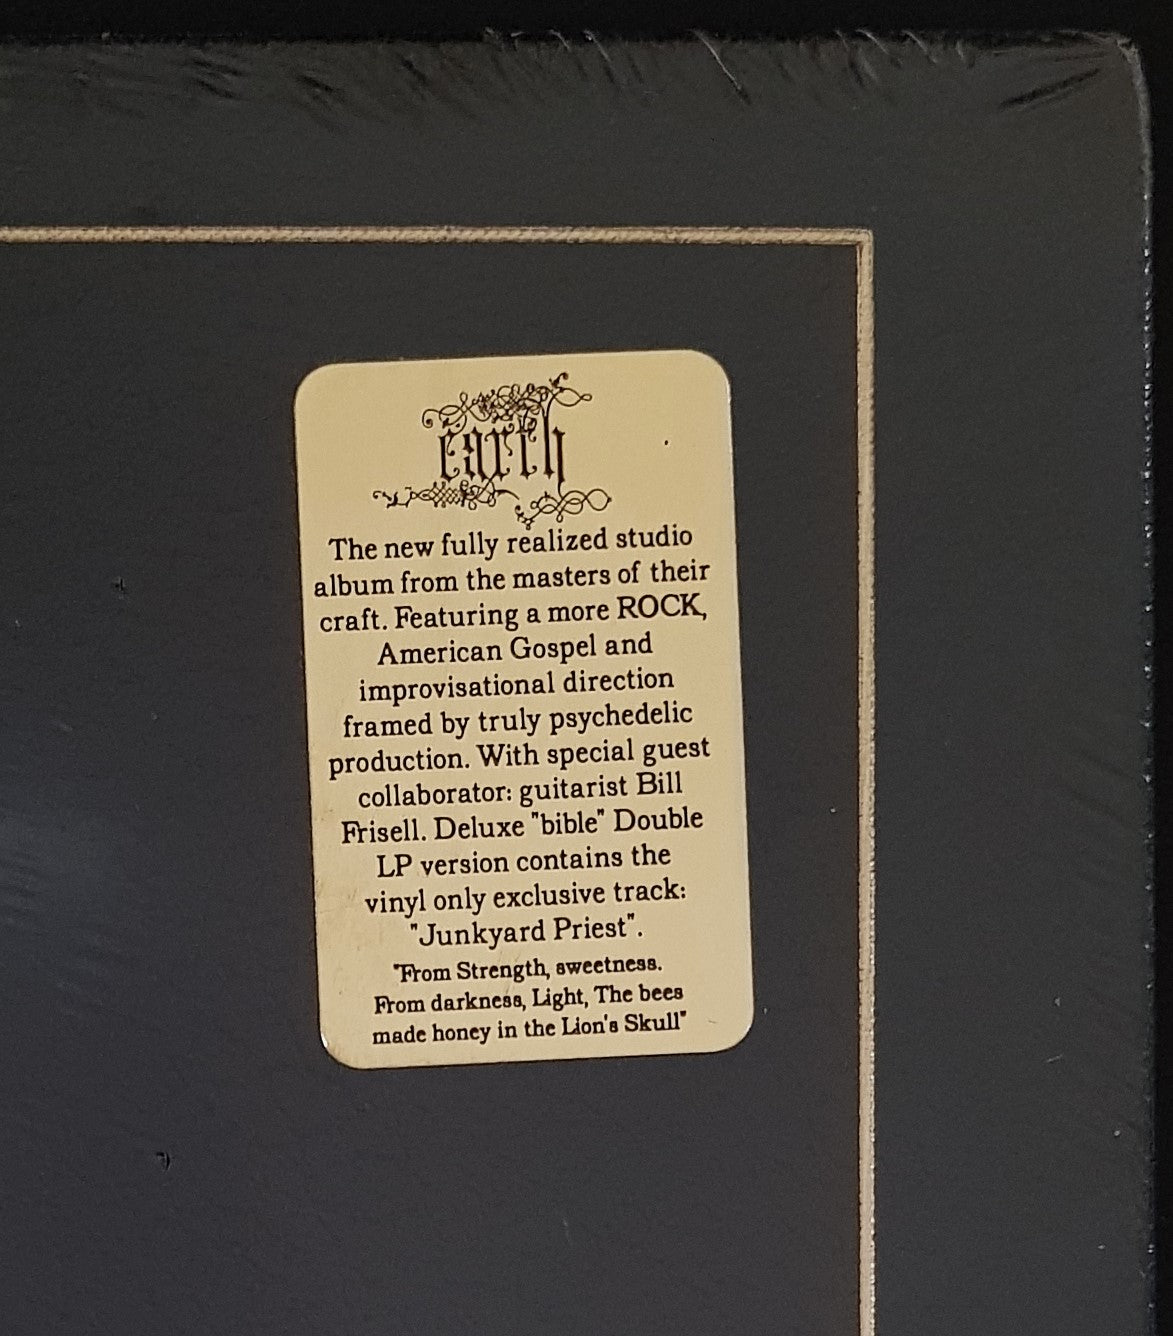 earth
The new fully realized studio
album from the masters of their
craft. Featuring a more ROCK,
American Gospel and
improvisational direction
framed by truly psychedelic
production. With special guest
collaborator: guitarist Bill
Frisell. Deluxe "bible" Double
LP version contains the
vinyl only exclusive track:
"Junkyard Priest".
"From Strength, sweetness.
From darkness, Light, The bees
made honey in the Lion's Skull"